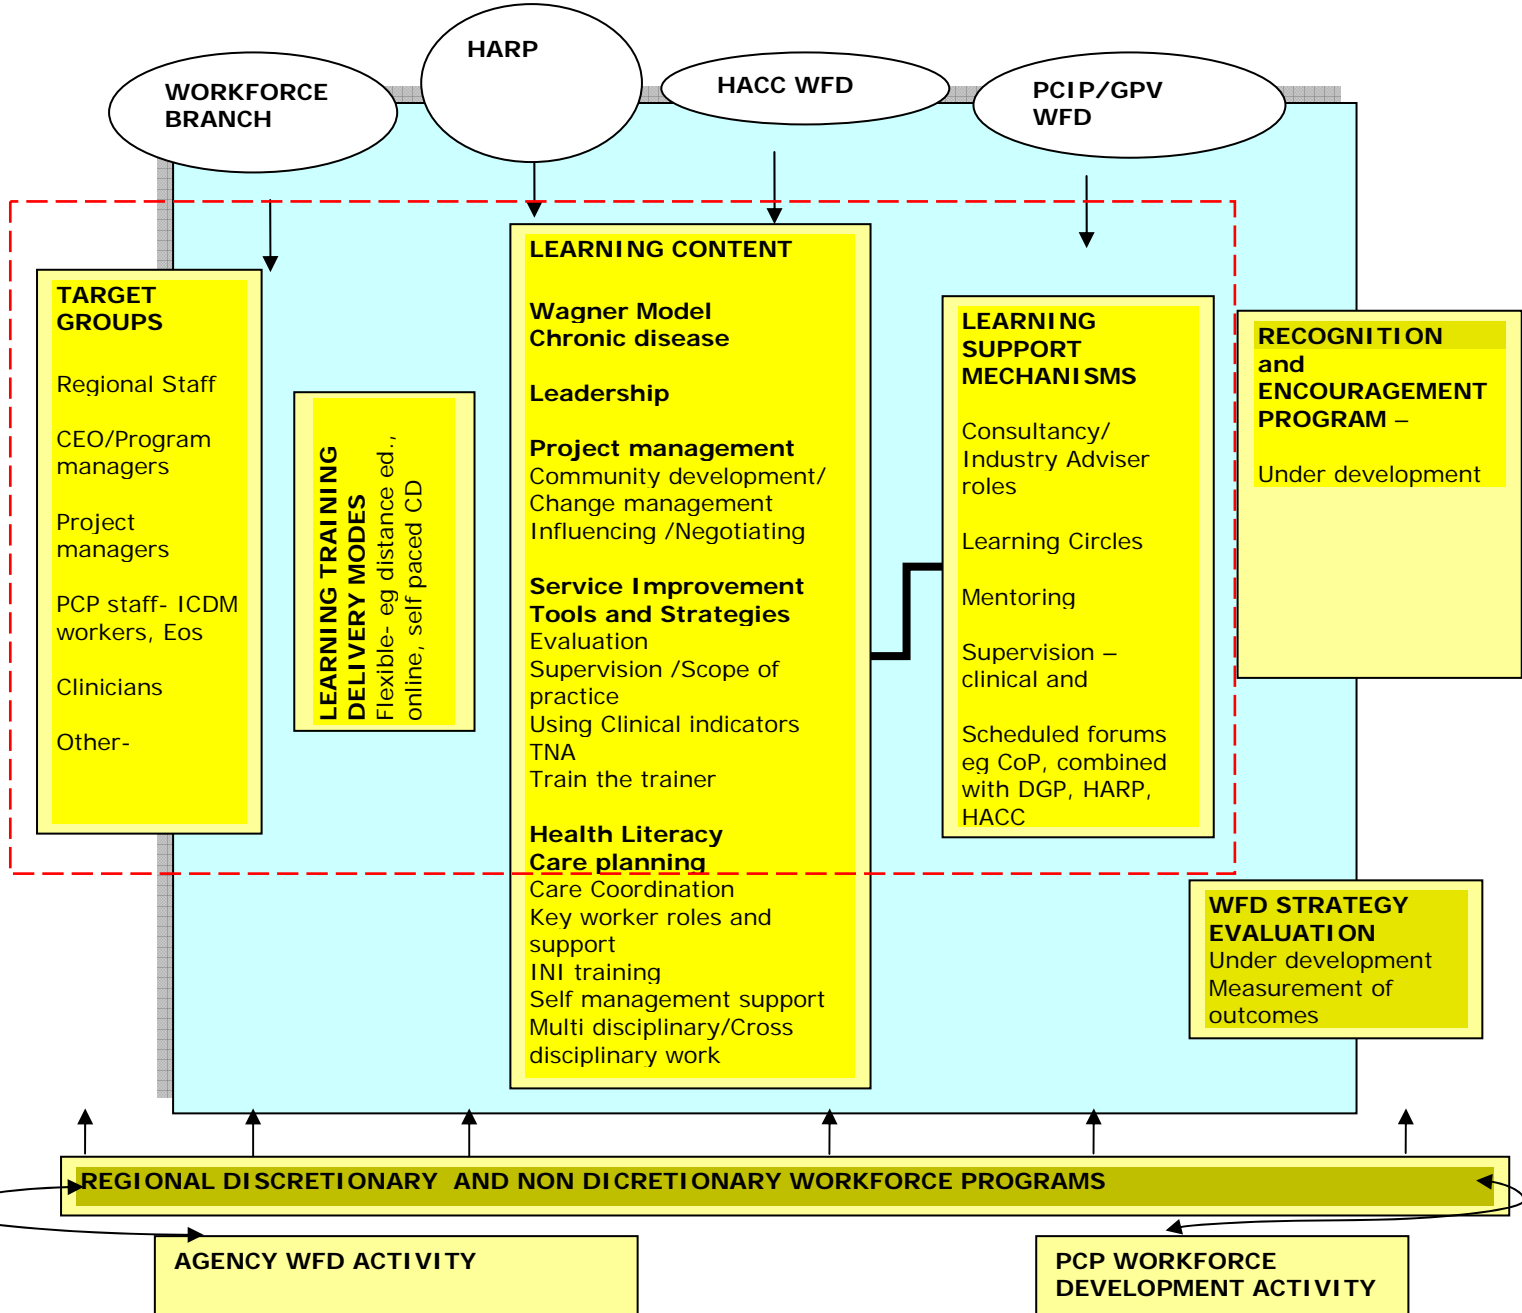 WORKFORCE
BRANCH
HARP
HACC WFD
PCIP/GPV
WFD
TARGET
GROUPS
Regional Staff
CEO/Program
managers
Project
managers
PCP staff- ICDM
workers, Eos
Clinicians
Other-
LEARNING TRAINING
DELIVERY MODES
Flexible- eg distance ed.,
online, self paced CD
LEARNING CONTENT
Wagner Model
Chronic disease
Leadership
Project management
Community development/
Change management
Influencing /Negotiating
Service Improvement
Tools and Strategies
Evaluation
Supervision /Scope of
practice
Using Clinical indicators
TNA
Train the trainer
Health Literacy
Care planning
Care Coordination
Key worker roles and
support
INI training
Self management support
Multi disciplinary/Cross
disciplinary work
LEARNING
SUPPORT
MECHANISMS
Consultancy/
Industry Adviser
roles
Learning Circles
Mentoring
Supervision –
clinical and
Scheduled forums
eg CoP, combined
with DGP, HARP,
HACC
RECOGNITION
and
ENCOURAGEMENT
PROGRAM –
Under development
WFD STRATEGY
EVALUATION
Under development
Measurement of
outcomes
REGIONAL DISCRETIONARY AND NON DICRETIONARY WORKFORCE PROGRAMS
AGENCY WFD ACTIVITY
PCP WORKFORCE
DEVELOPMENT ACTIVITY